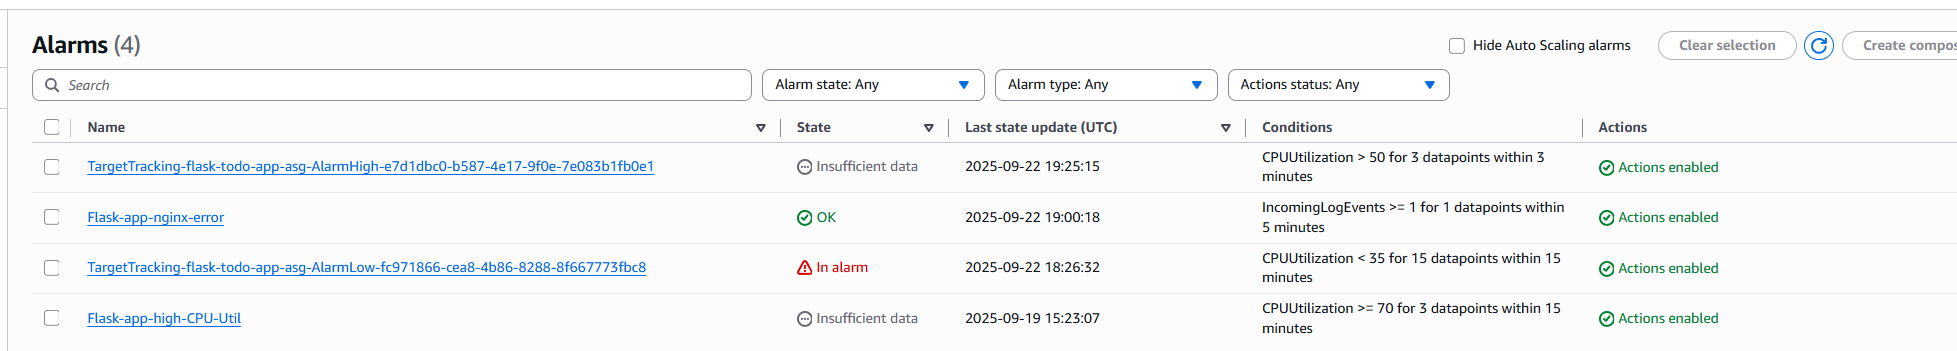 Alarms (4)
Hide Auto Scaling alarms
Clear selection
Create compos
Search
Alarm state: Any
Alarm type: Any
Actions status: Any
Name State Last state update (UTC) Conditions Actions
TargetTracking-flask-todo-app-asg-AlarmHigh-e7d1dbc0-b587-4e17-9f0e-7e083b1fb0e1 Insufficient data 2025-09-22 19:25:15 CPUUtilization > 50 for 3 datapoints within 3
minutes
Actions enabled
Flask-app-nginx-error OK 2025-09-22 19:00:18 IncomingLogEvents >= 1 for 1 datapoints within
5 minutes
Actions enabled
TargetTracking-flask-todo-app-asg-AlarmLow-fc971866-cea8-4b86-8288-8f667773fbc8 In alarm 2025-09-22 18:26:32 CPUUtilization < 35 for 15 datapoints within 15
minutes
Actions enabled
Flask-app-high-CPU-Util Insufficient data 2025-09-19 15:23:07 CPUUtilization >= 70 for 3 datapoints within 15
minutes
Actions enabled